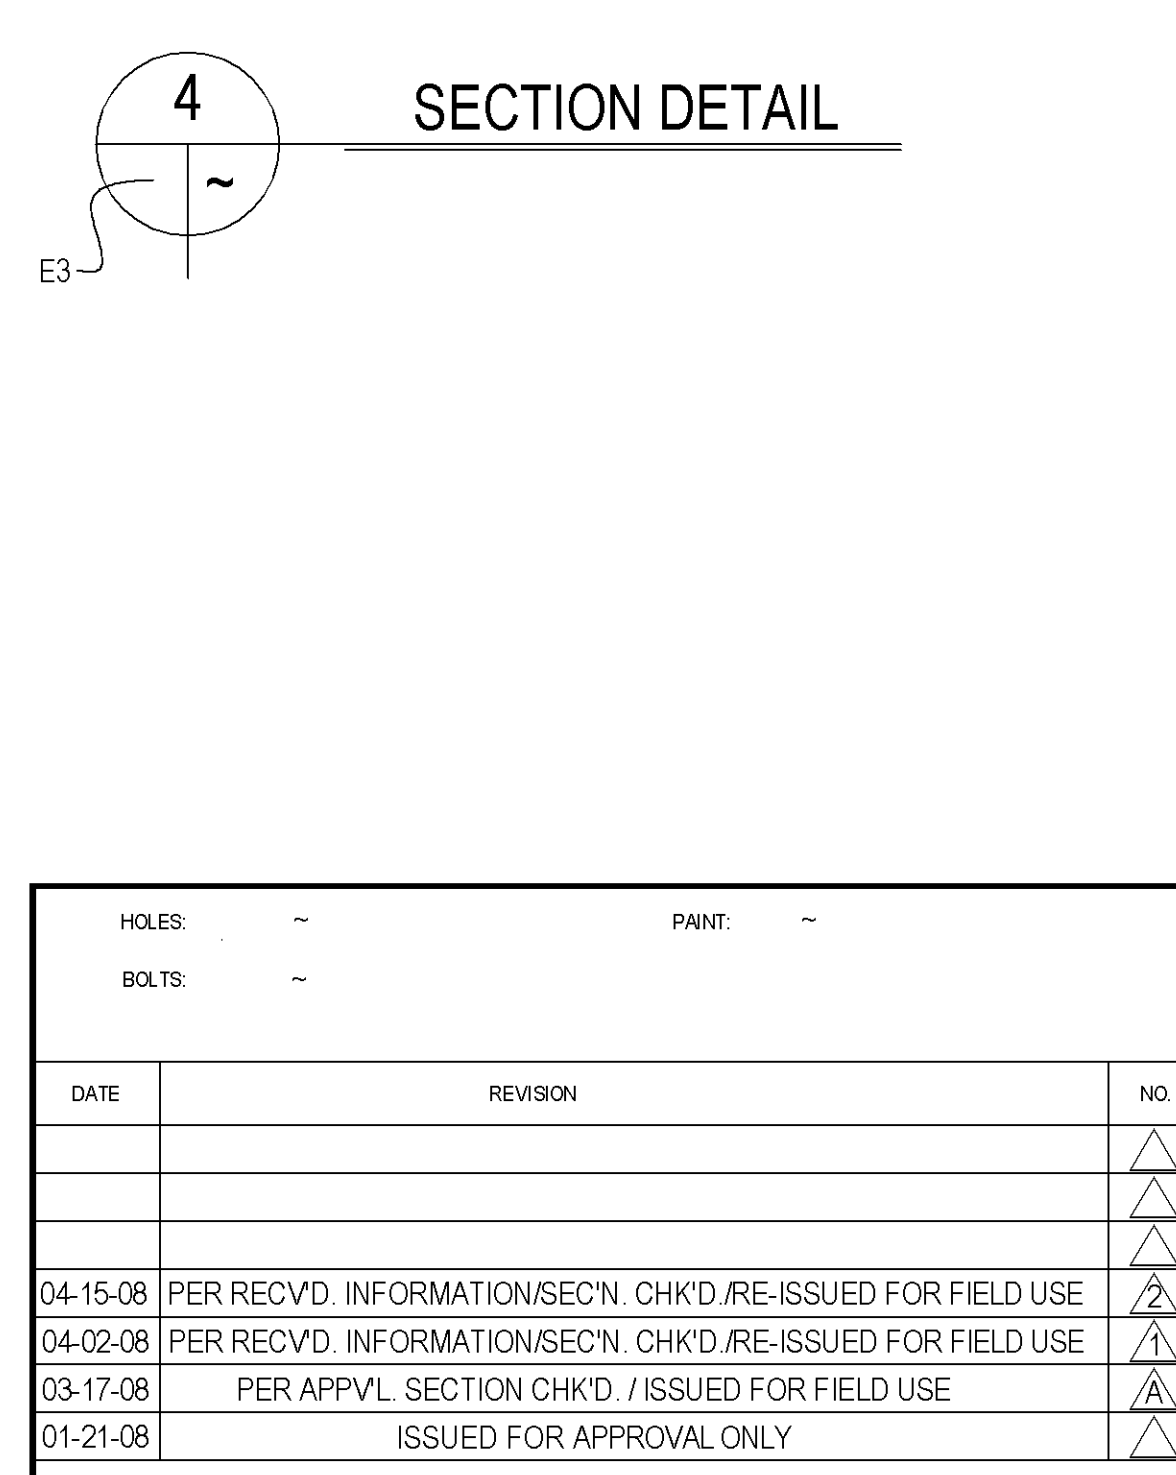 4
SECTION DETAIL
~
E3
HOLES: ~ PAINT: ~
BOLTS: ~
DATE REVISION NO.
04-15-08 PER RECV'D. INFORMATION/SEC'N. CHK'D./RE-ISSUED FOR FIELD USE 2
04-02-08 PER RECV'D. INFORMATION/SEC'N. CHK'D./RE-ISSUED FOR FIELD USE 1
03-17-08 PER APPV'L. SECTION CHK'D. / ISSUED FOR FIELD USE A
01-21-08 ISSUED FOR APPROVAL ONLY